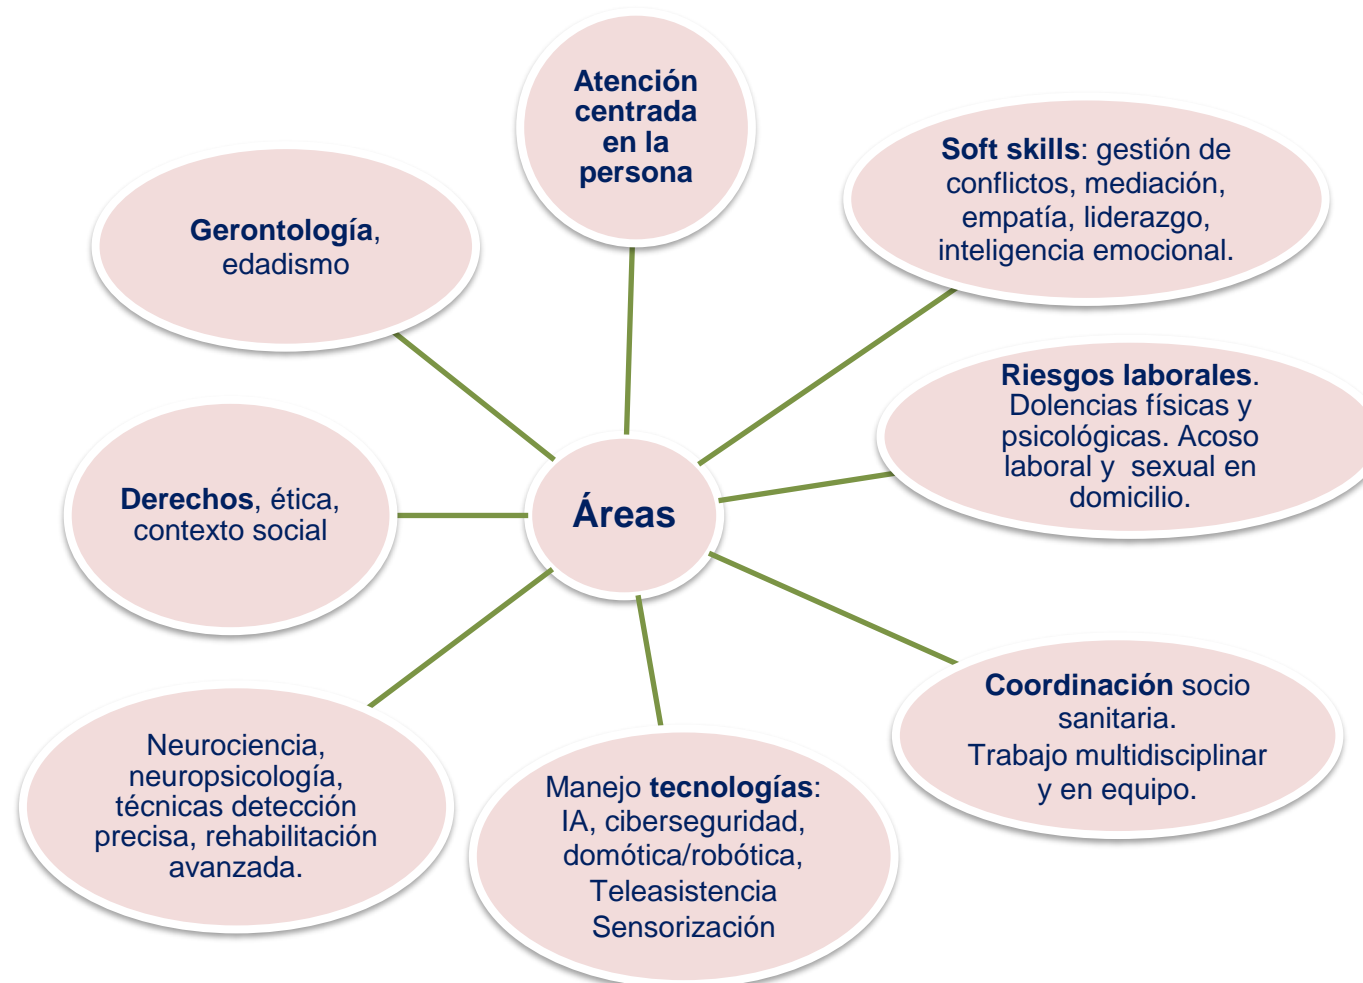 Atención
centrada
en la
persona
Soft skills: gestión de
conflictos, mediación,
empatía, liderazgo,
inteligencia emocional.
Riesgos laborales.
Dolencias físicas y
psicológicas. Acoso
laboral y  sexual en
domicilio.
Coordinación socio
sanitaria.
Trabajo multidisciplinar
y en equipo.
Manejo tecnologías:
IA, ciberseguridad,
domótica/robótica,
Teleasistencia
Sensorización
Neurociencia,
neuropsicología,
técnicas detección
precisa, rehabilitación
avanzada.
Derechos, ética,
contexto social
Gerontología,
edadismo
Áreas